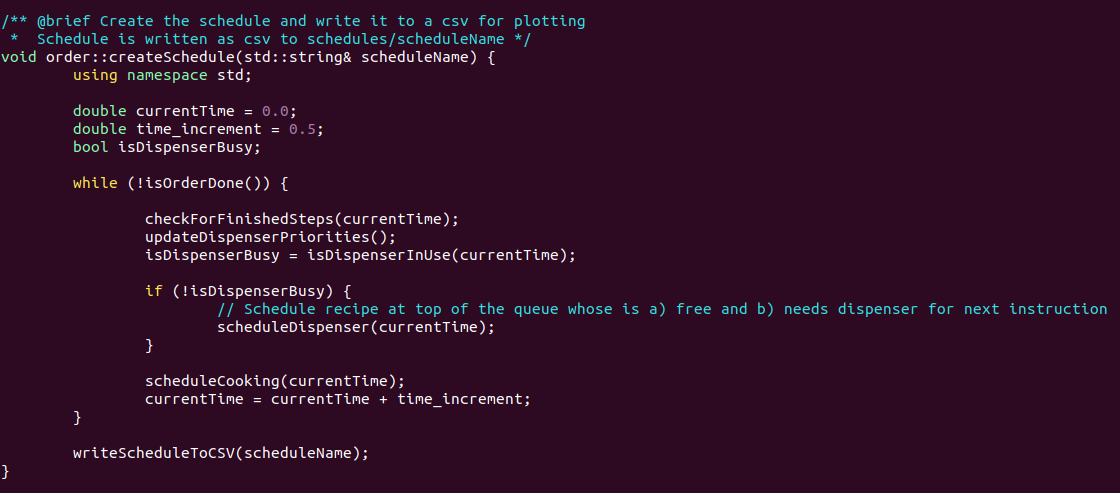 /** @brief Create the schedule and write it to a csv for plotting
 *  Schedule is written as csv to schedules/scheduleName */
void order::createSchedule(std::string& scheduleName) {
        using namespace std;

        double currentTime = 0.0;
        double time_increment = 0.5;
        bool isDispenserBusy;

        while (!isOrderDone()) {

                checkForFinishedSteps(currentTime);
                updateDispenserPriorities();
                isDispenserBusy = isDispenserInUse(currentTime);

                if (!isDispenserBusy) {
                        // Schedule recipe at top of the queue whose is a) free and b) needs dispenser for next instruction
                        scheduleDispenser(currentTime);
                }

                scheduleCooking(currentTime);
                currentTime = currentTime + time_increment;
        }

        writeScheduleToCSV(scheduleName);
}